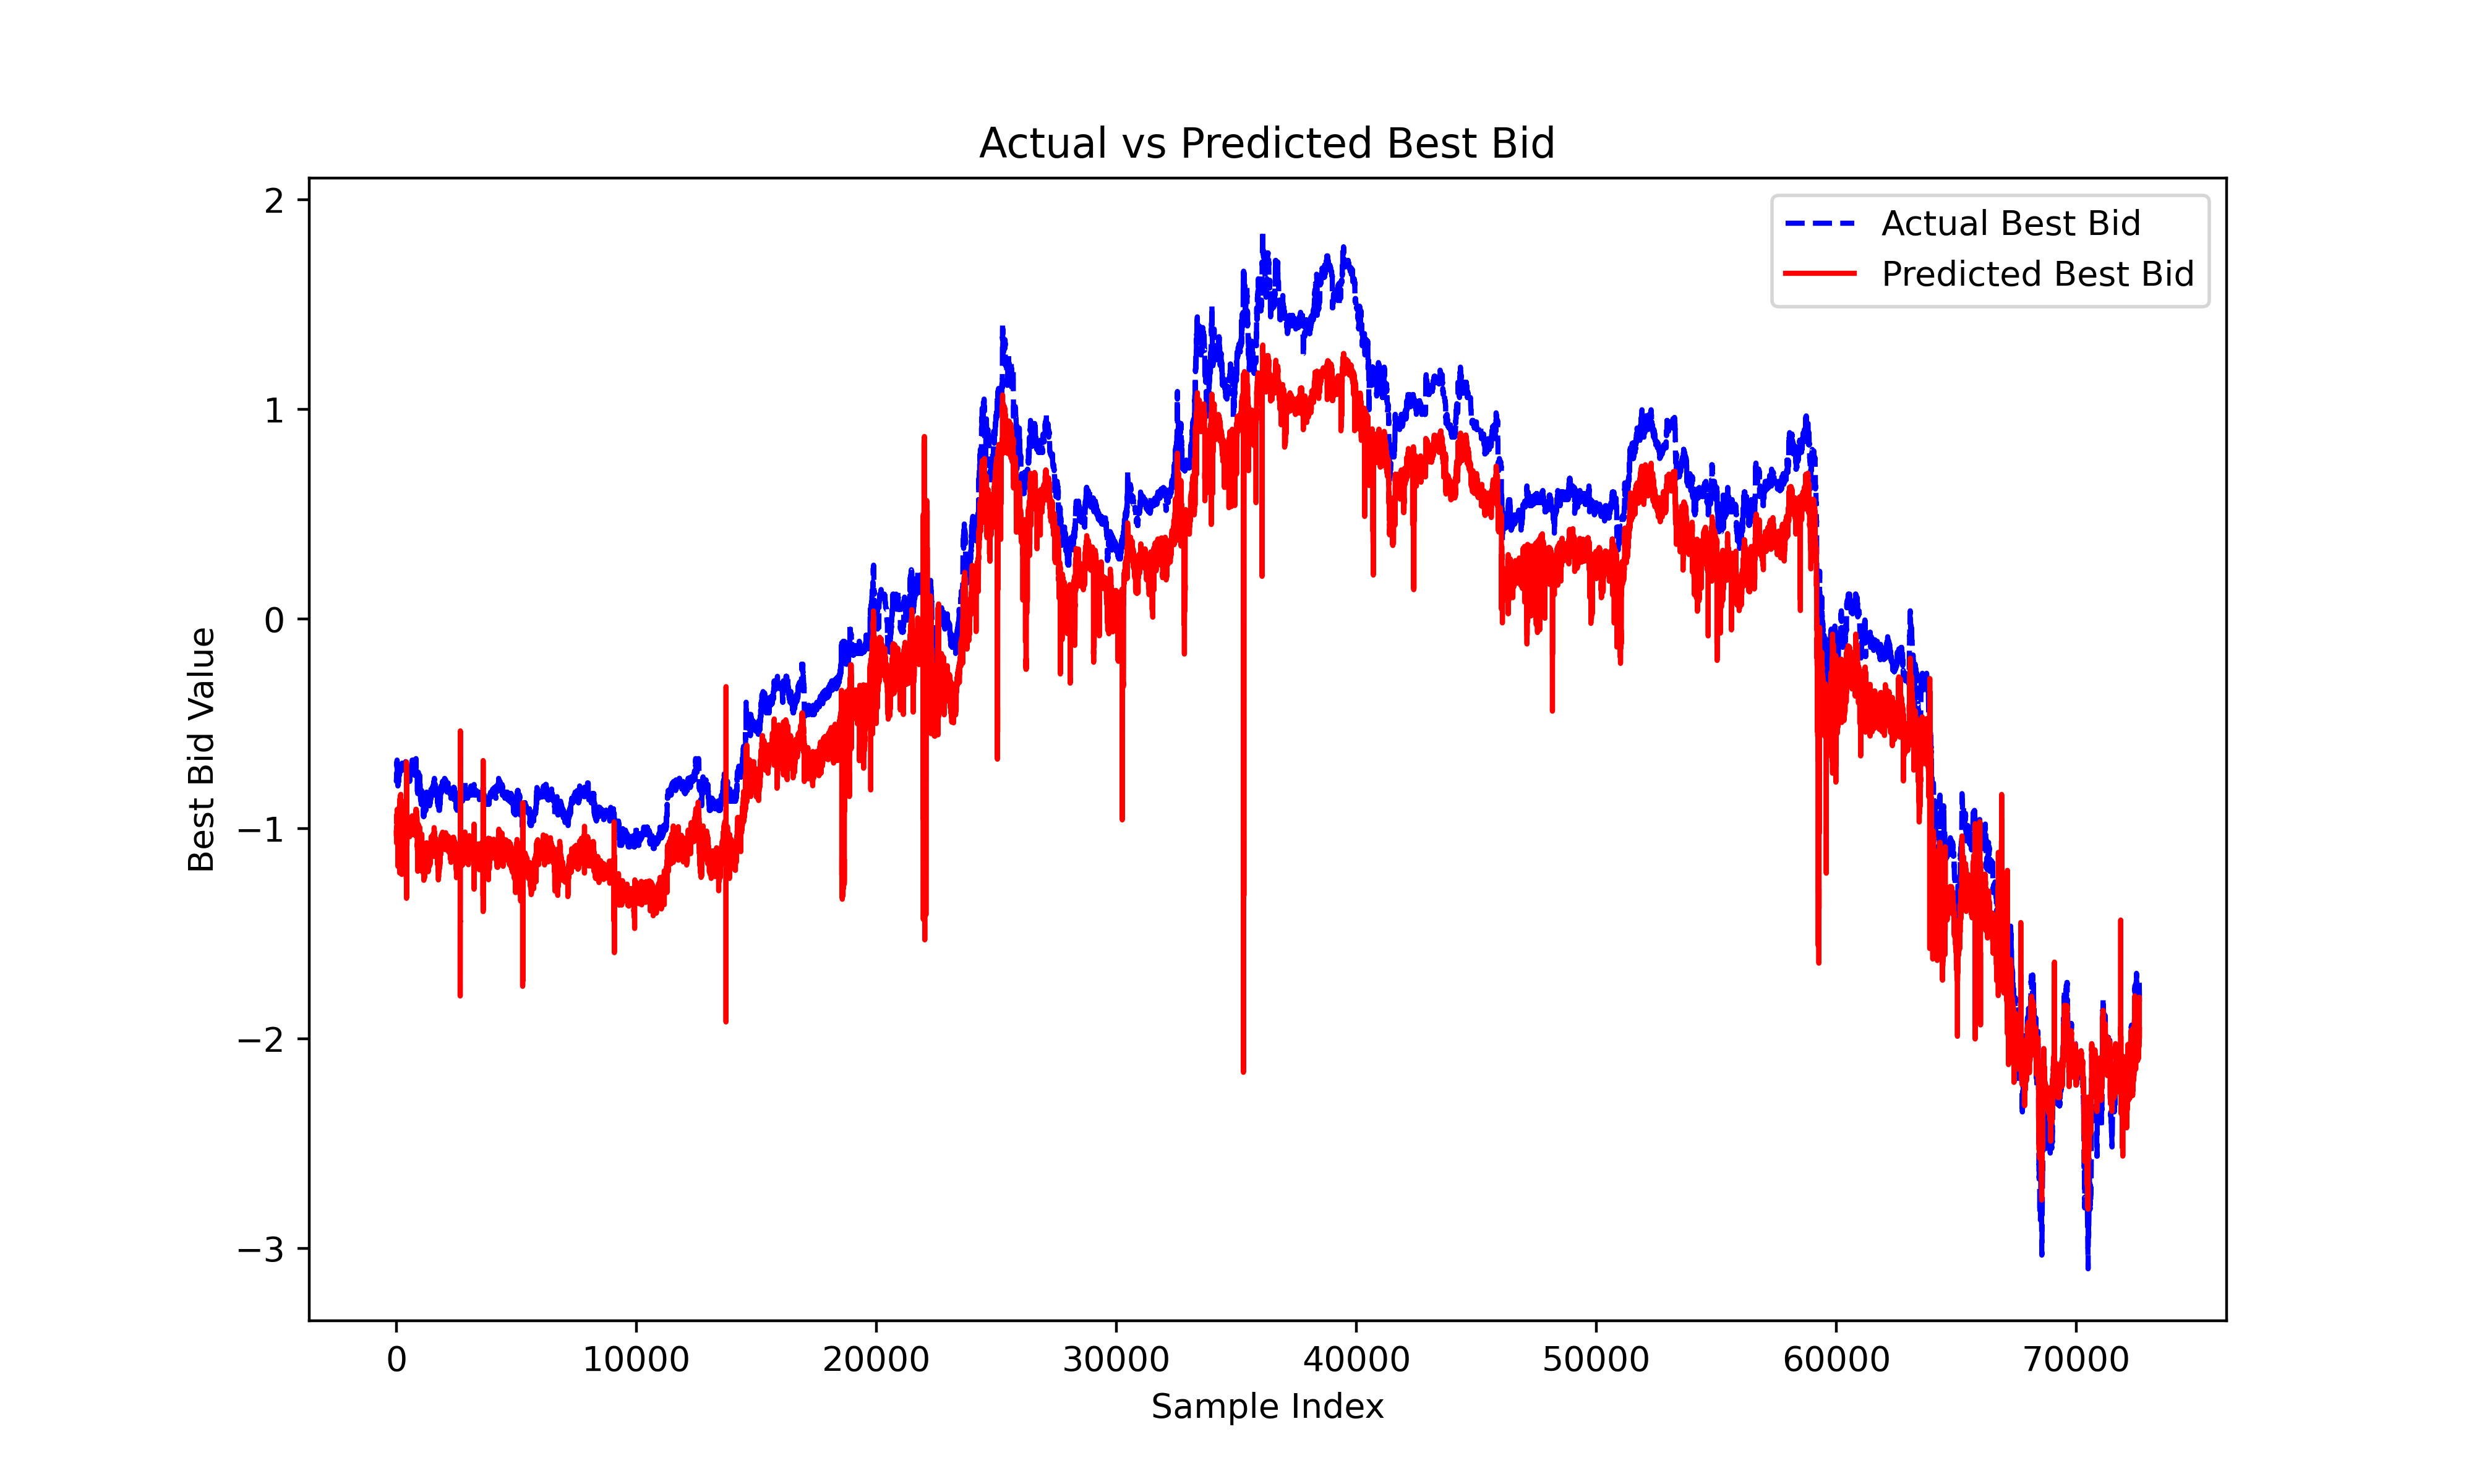 Actual vs Predicted Best Bid
Actual Best Bid
Predicted Best Bid
Best Bid Value
2
1
0
−1
−2
−3
0 10000 20000 30000 40000 50000 60000 70000
Sample Index